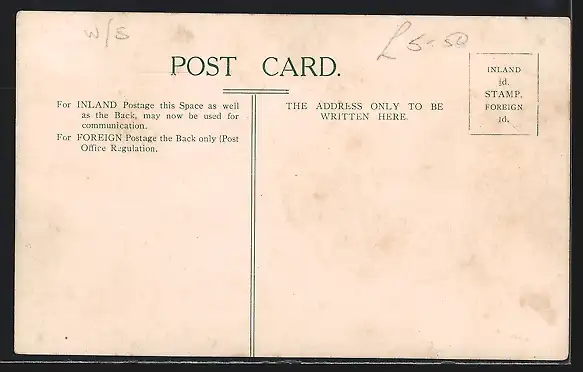 W/S
£5-50
POST CARD.
For INLAND Postage this Space as well
as the Back, may now be used for
communication.
For FOREIGN Postage the Back only (Post
Office Regulation.
THE ADDRESS ONLY TO BE
WRITTEN HERE.
INLAND
½d.
STAMP.
FOREIGN
1d.